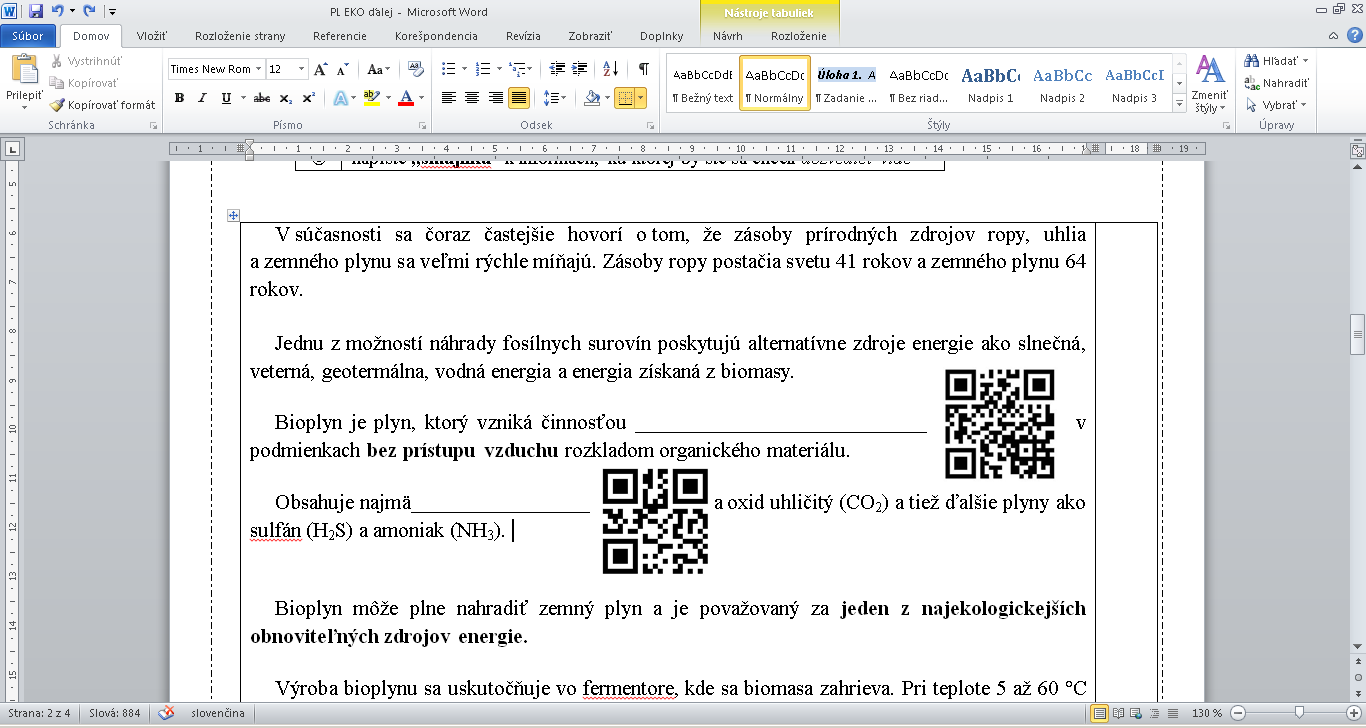 PL EKO ďalej - Microsoft Word
Nástroje tabuliek
Súbor Domov Vložiť Rozloženie strany Referencie Korešpondencia Revízia Zobraziť Doplnky Návrh Rozloženie
Prilepiť
Vystrihnúť
Kopírovať
Kopírovať formát
Schránka
Times New Rom 12
Písmo
Odsek
AaBbCcDdE AaBbCcDc Úloha 1. A AaBbCcDc AaBbCc AaBbCc AaBbCcI
¶ Bežný text ¶ Normálny ¶ Zadanie ... ¶ Bez riad... Nadpis 1 Nadpis 2 Nadpis 3
Zmeniť štýly
Štýly
Hľadať
Nahradiť
Vybrať
Úpravy
V súčasnosti sa čoraz častejšie hovorí o tom, že zásoby prírodných zdrojov ropy, uhlia
a zemného plynu sa veľmi rýchle míňajú. Zásoby ropy postačia svetu 41 rokov a zemného plynu 64
rokov.
Jednu z možností náhrady fosílnych surovín poskytujú alternatívne zdroje energie ako slnečná,
veterná, geotermálna, vodná energia a energia získaná z biomasy.
Bioplyn je plyn, ktorý vzniká činnosťou ____________________________ v
podmienkach bez prístupu vzduchu rozkladom organického materiálu.
Obsahuje najmä_________________ a oxid uhličitý (CO2) a tiež ďalšie plyny ako
sulfán (H2S) a amoniak (NH3).
Bioplyn môže plne nahradiť zemný plyn a je považovaný za jeden z najekologickejších
obnoviteľných zdrojov energie.
Výroba bioplynu sa uskutočňuje vo fermentore, kde sa biomasa zahrieva. Pri teplote 5 až 60 °C
Strana: 2 z 4 Slová: 884 slovenčina 130 %